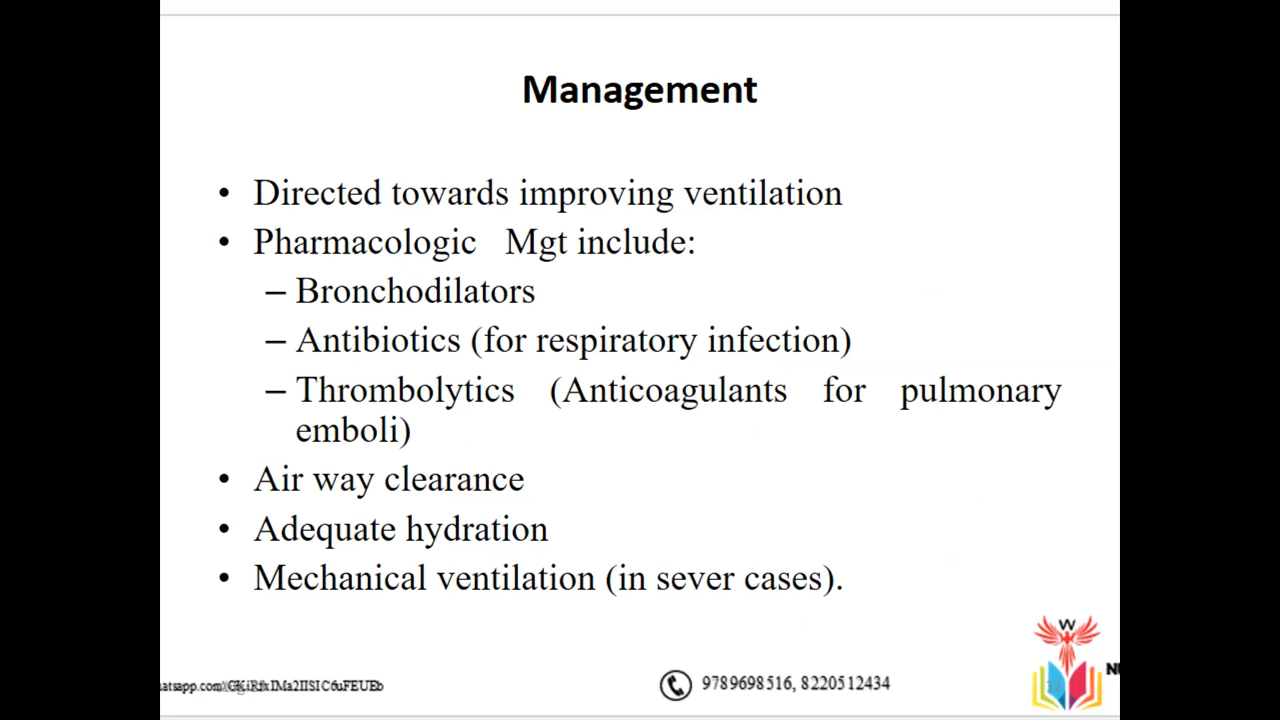 Management
• Directed towards improving ventilation
• Pharmacologic Mgt include:
– Bronchodilators
– Antibiotics (for respiratory infection)
– Thrombolytics (Anticoagulants for pulmonary
emboli)
• Air way clearance
• Adequate hydration
• Mechanical ventilation (in sever cases).
9789698516, 8220512434
W